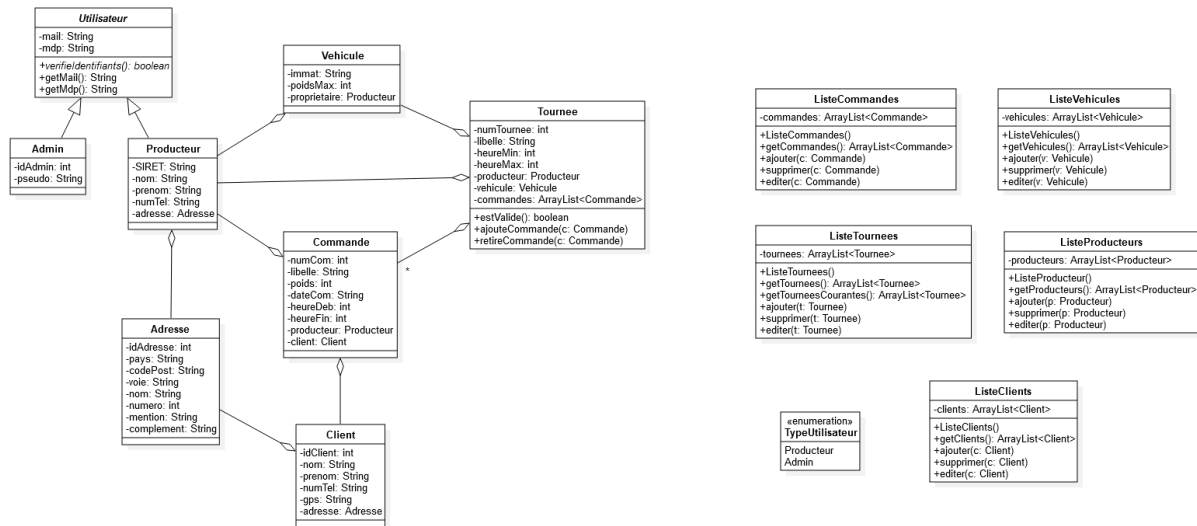 Utilisateur
-mail: String
-mdp: String
+verifieIdentifiants(): boolean
+getMail(): String
+getMdp(): String
Admin
-idAdmin: int
-pseudo: String
Producteur
-SIRET: String
-nom: String
-prenom: String
-numTel: String
-adresse: Adresse
Vehicule
-immat: String
-poidsMax: int
-proprietaire: Producteur
Tournee
-numTournee: int
-libelle: String
-heureMin: int
-heureMax: int
-producteur: Producteur
-vehicule: Vehicule
-commandes: ArrayList<Commande>
+estValide(): boolean
+ajouteCommande(c: Commande)
+retireCommande(c: Commande)
*
Commande
-numCom: int
-libelle: String
-poids: int
-dateCom: String
-heureDeb: int
-heureFin: int
-producteur: Producteur
-client: Client
Adresse
-idAdresse: int
-pays: String
-codePost: String
-voie: String
-nom: String
-numero: int
-mention: String
-complement: String
Client
-idClient: int
-nom: String
-prenom: String
-numTel: String
-gps: String
-adresse: Adresse
ListeCommandes
-commandes: ArrayList<Commande>
+ListeCommandes()
+getCommandes(): ArrayList<Commande>
+ajouter(c: Commande)
+supprimer(c: Commande)
+editer(c: Commande)
ListeVehicules
-vehicules: ArrayList<Vehicule>
+ListeVehicules()
+getVehicules(): ArrayList<Vehicule>
+ajouter(v: Vehicule)
+supprimer(v: Vehicule)
+editer(v: Vehicule)
ListeTournees
-tournees: ArrayList<Tournee>
+ListeTournees()
+getTournees(): ArrayList<Tournee>
+getTourneesCourantes(): ArrayList<Tournee>
+ajouter(t: Tournee)
+supprimer(t: Tournee)
+editer(t: Tournee)
ListeProducteurs
-producteurs: ArrayList<Producteur>
+ListeProducteur()
+getProducteurs(): ArrayList<Producteur>
+ajouter(p: Producteur)
+supprimer(p: Producteur)
+editer(p: Producteur)
«enumeration»
TypeUtilisateur
Producteur
Admin
ListeClients
-clients: ArrayList<Client>
+ListeClients()
+getClients(): ArrayList<Client>
+ajouter(c: Client)
+supprimer(c: Client)
+editer(c: Client)